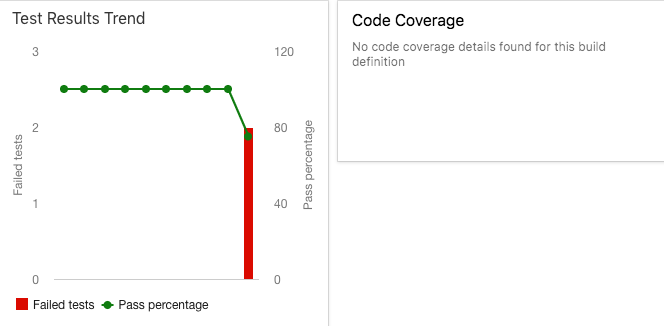 Test Results Trend
3
2
1
0
Failed tests
120
80
40
0
Pass percentage
Failed tests
Pass percentage
Code Coverage
No code coverage details found for this build
definition